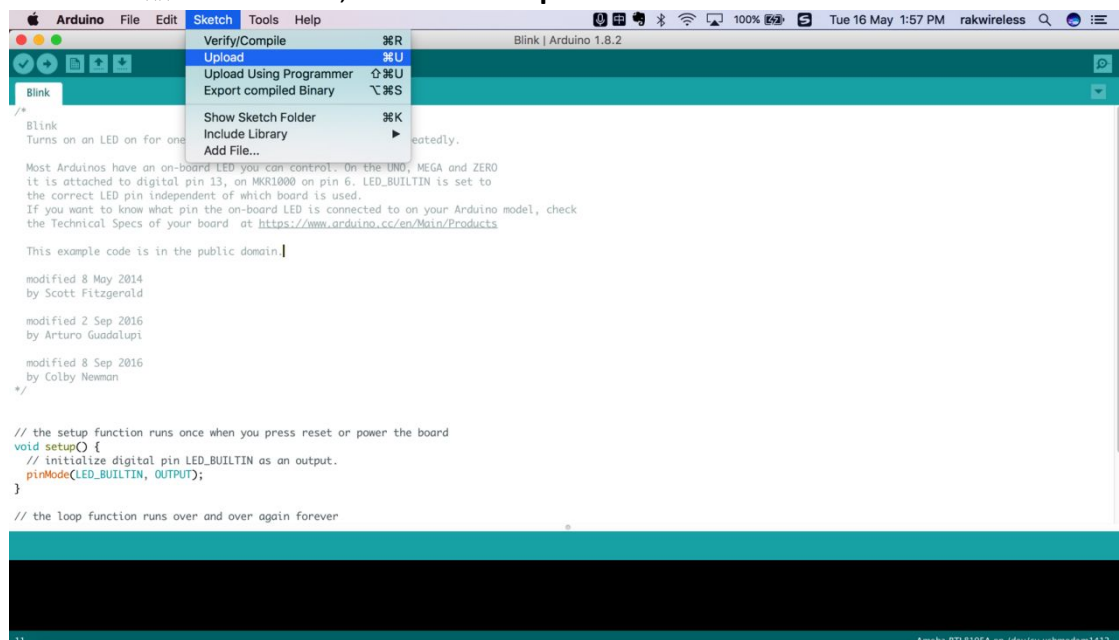 Arduino File Edit Sketch Tools Help 100% Tue 16 May 1:57 PM rakwireless
Blink | Arduino 1.8.2
Verify/Compile ⌘R
Upload ⌘U
Upload Using Programmer ⇧⌘U
Export compiled Binary ⌥⌘S
Show Sketch Folder ⌘K
Include Library ▶
Add File...
Blink
/*
Blink
Turns on an LED on for one eatedly.
Most Arduinos have an on-board LED you can control. On the UNO, MEGA and ZERO
it is attached to digital pin 13, on MKR1000 on pin 6. LED_BUILTIN is set to
the correct LED pin independent of which board is used.
If you want to know what pin the on-board LED is connected to on your Arduino model, check
the Technical Specs of your board at https://www.arduino.cc/en/Main/Products
This example code is in the public domain.
modified 8 May 2014
by Scott Fitzgerald
modified 2 Sep 2016
by Arturo Guadalupi
modified 8 Sep 2016
by Colby Newman
*/
// the setup function runs once when you press reset or power the board
void setup() {
// initialize digital pin LED_BUILTIN as an output.
pinMode(LED_BUILTIN, OUTPUT);
}
// the loop function runs over and over again forever